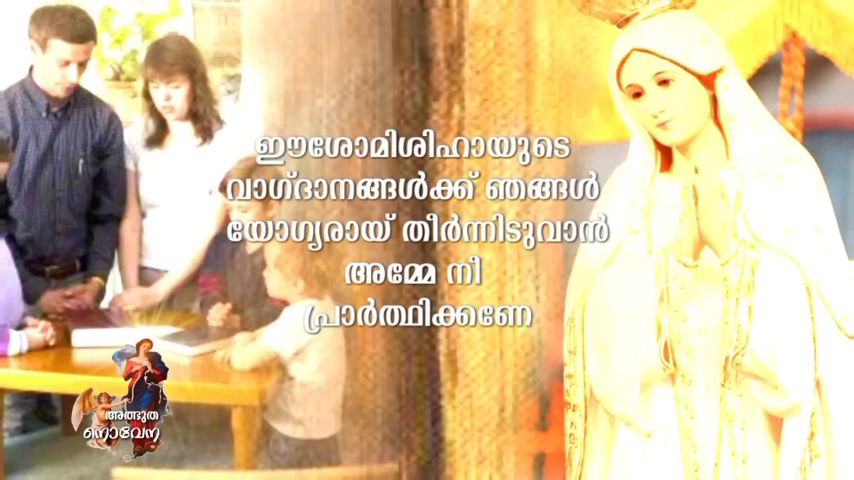 ഈശോമിശിഹായുടെ
വാഗ്ദാനങ്ങൾക്ക് ഞങ്ങൾ
യോഗ്യരായ് തീർന്നിടുവാൻ
അമ്മേ നീ
പ്രാർത്ഥിക്കണേ
അത്ഭുത
നൊവേന